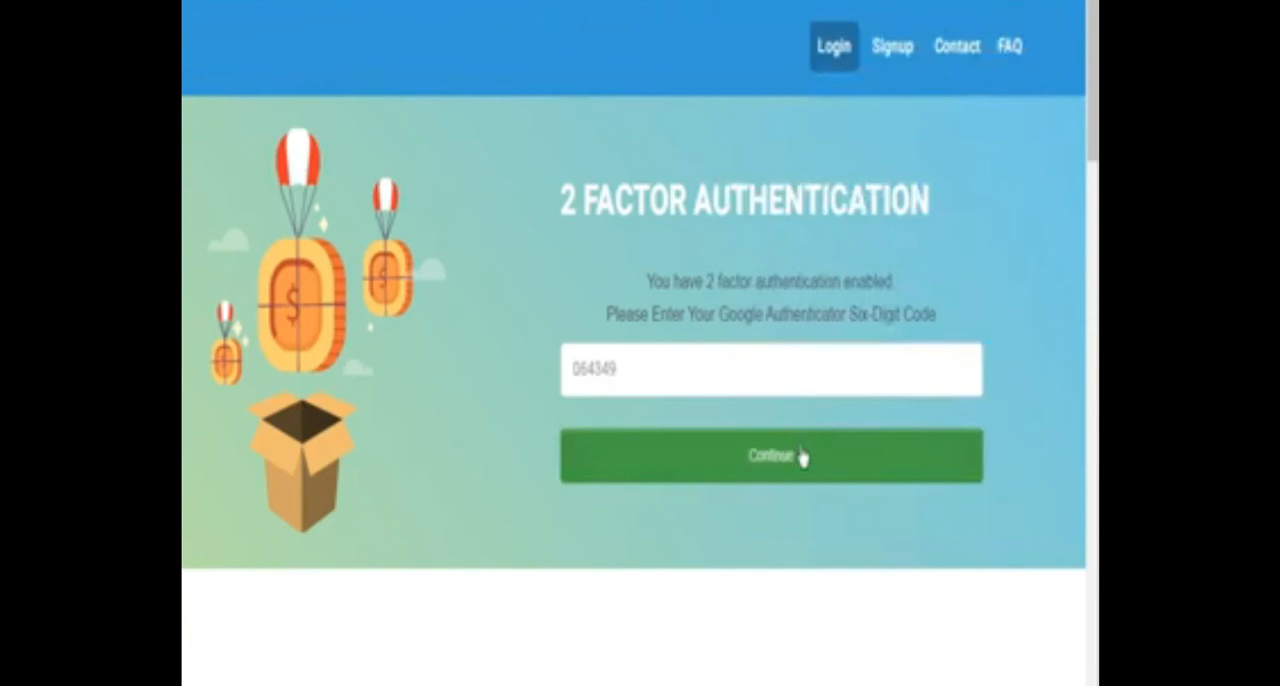 Login Signup Contact FAQ
2 FACTOR AUTHENTICATION
You have 2 factor authentication enabled.
Please Enter Your Google Authenticator Six-Digit Code
064349
Continue